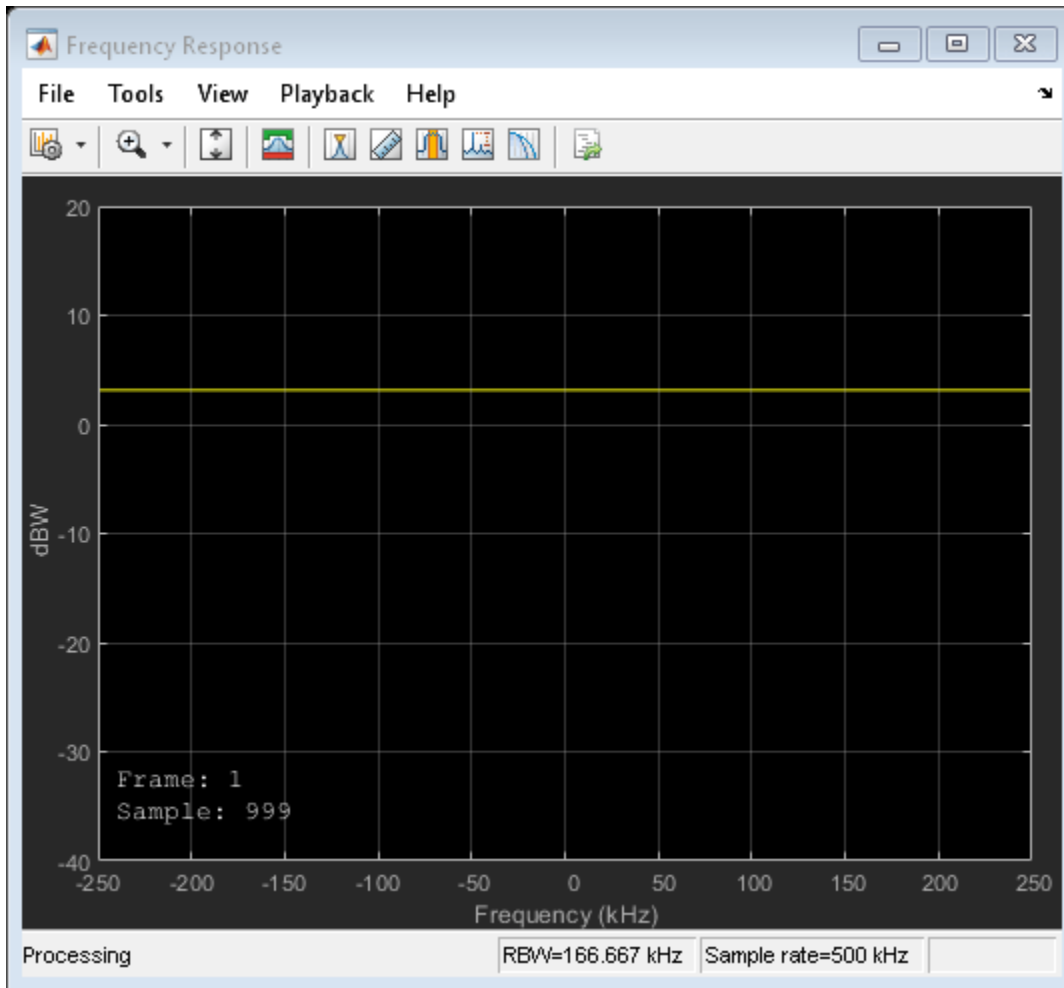 Frequency Response
File Tools View Playback Help
20
10
0
-10
-20
-30
-40
dBW
Frame: 1
Sample: 999
-250 -200 -150 -100 -50 0 50 100 150 200 250
Frequency (kHz)
Processing RBW=166.667 kHz Sample rate=500 kHz